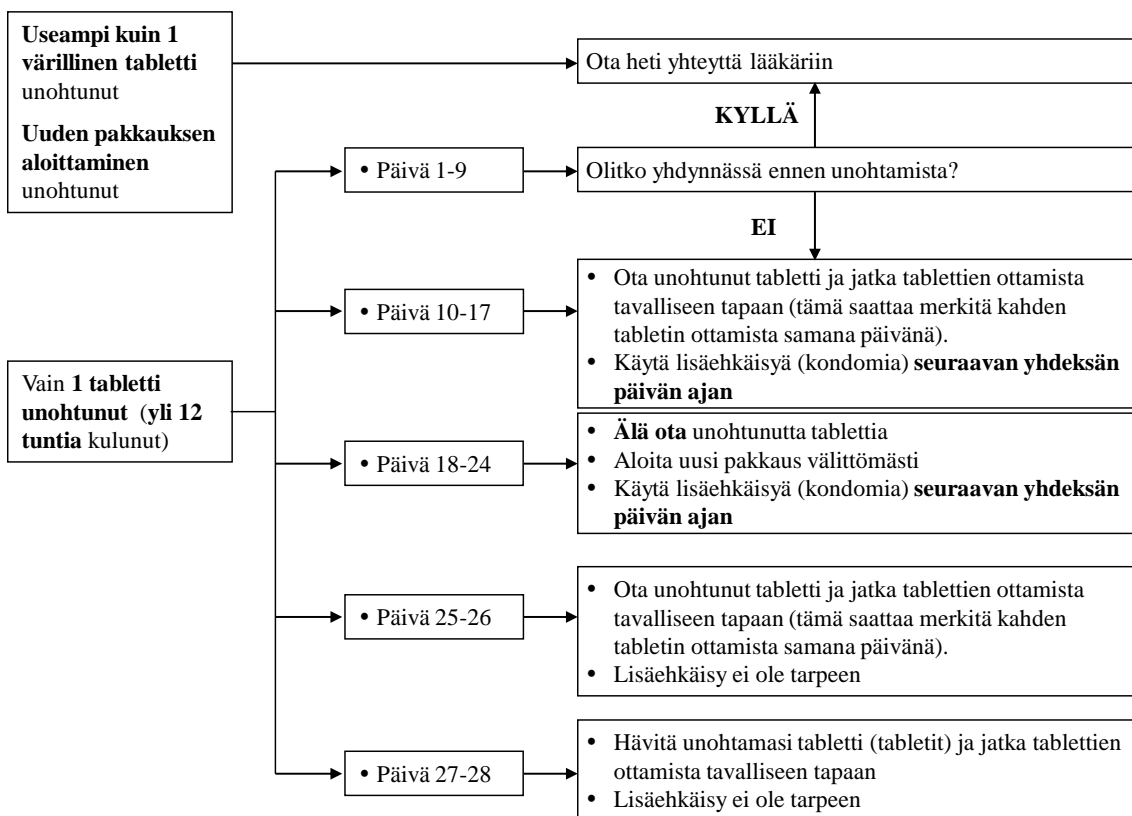 Useampi kuin 1
värillinen tabletti
unohtunut
Uuden pakkauksen
aloittaminen
unohtunut
Ota heti yhteyttä lääkäriin
KYLLÄ
• Päivä 1-9
Olitko yhdynnässä ennen unohtamista?
EI
• Päivä 10-17
• Ota unohtunut tabletti ja jatka tablettien ottamista
tavalliseen tapaan (tämä saattaa merkitä kahden
tabletin ottamista samana päivänä).
• Käytä lisäehkäisyä (kondomia) seuraavan yhdeksän
päivän ajan
Vain 1 tabletti
unohtunut (yli 12
tuntia kulunut)
• Päivä 18-24
• Älä ota unohtunutta tablettia
• Aloita uusi pakkaus välittömästi
• Käytä lisäehkäisyä (kondomia) seuraavan yhdeksän
päivän ajan
• Päivä 25-26
• Ota unohtunut tabletti ja jatka tablettien ottamista
tavalliseen tapaan (tämä saattaa merkitä kahden
tabletin ottamista samana päivänä).
• Lisäehkäisy ei ole tarpeen
• Päivä 27-28
• Hävitä unohtamasi tabletti (tabletit) ja jatka tablettien
ottamista tavalliseen tapaan
• Lisäehkäisy ei ole tarpeen